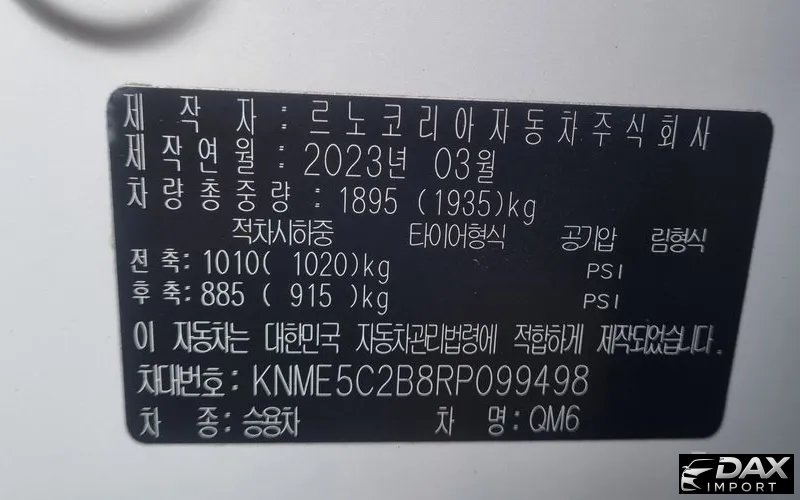 제 작 자 : 르노코리아자동차주식회사
제작연월 : 2023년 03월
차량총중량 : 1895 (1935)kg
적차시하중 타이어형식 공기압 림형식
전축:1010( 1020)kg PSI
후축:885 ( 915 )kg PSI
이 자동차는 대한민국 자동차관리법령에 적합하게 제작되었습니다.
차대번호: KNME5C2B8RP099498
차 종: 승용차 차 명: QM6
DAX
IMPORT